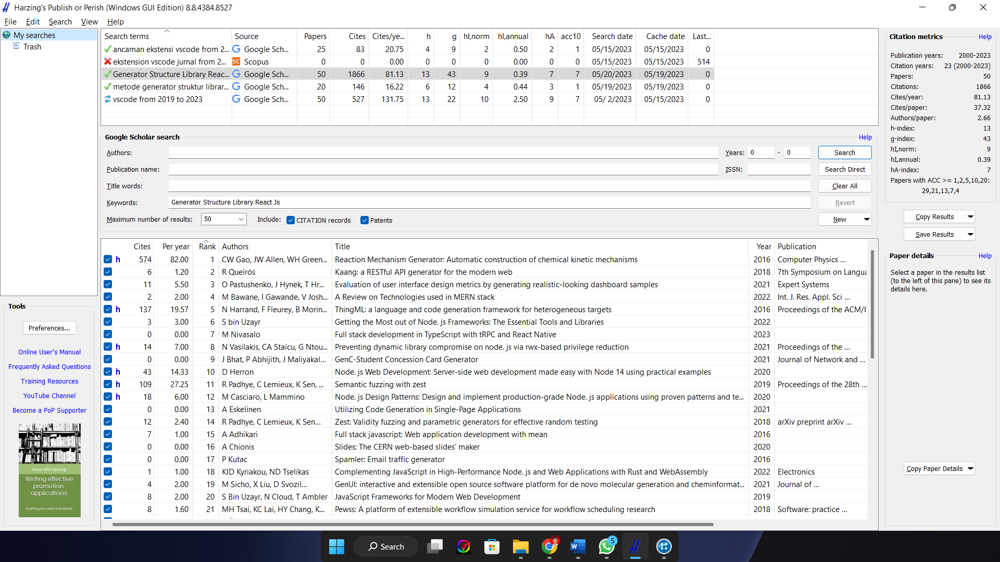 Harzing's Publish or Perish (Windows GUI Edition) 8.8.4384.8527
File Edit Search View Help
My searches
Trash
Search terms Source Papers Cites Cites/ye... h g hI,norm hI,annual hA acc10 Search date Cache date Last...
ancaman ekstensi vscode from 2... Google Sch... 25 83 20.75 4 9 2 0.50 2 1 05/15/2023 05/15/2023 0
ekstension vscode jurnal from 2... SC Scopus 0 0 0.00 0 0 0 0.00 0 0 05/15/2023 05/15/2023 514
Generator Structure Library Reac... Google Sch... 50 1866 81.13 13 43 9 0.39 7 7 05/20/2023 05/19/2023 0
metode generator struktur librar... Google Sch... 20 146 16.22 6 12 4 0.44 3 1 05/19/2023 05/19/2023 0
vscode from 2019 to 2023 Google Sch... 50 527 131.75 13 22 10 2.50 9 7 05/ 2/2023 05/15/2023 0
Google Scholar search Help
Authors: Years: 0 - 0 Search
Publication name: ISSN: Search Direct
Title words: Clear All
Keywords: Generator Structure Library React Js Revert
Maximum number of results: 50 Include: CITATION records Patents New
Cites Per year Rank Authors Title Year Publication
h 574 82.00 1 CW Gao, JW Allen, WH Green... Reaction Mechanism Generator: Automatic construction of chemical kinetic mechanisms 2016 Computer Physics ...
6 1.20 2 R Queirós Kaang: a RESTful API generator for the modern web 2018 7th Symposium on Langua
11 5.50 3 O Pastushenko, J Hynek, T Hr... Evaluation of user interface design metrics by generating realistic-looking dashboard samples 2021 Expert Systems
2 2.00 4 M Bawane, I Gawande, V Josh... A Review on Technologies used in MERN stack 2022 Int. J. Res. Appl. Sci ...
h 137 19.57 5 N Harrand, F Fleurey, B Morin... ThingML: a language and code generation framework for heterogeneous targets 2016 Proceedings of the ACM/I
3 3.00 6 S bin Uzayr Getting the Most out of Node. js Frameworks: The Essential Tools and Libraries 2022
0 0.00 7 M Nivasalo Full stack development in TypeScript with tRPC and React Native 2023
h 14 7.00 8 N Vasilakis, CA Staicu, G Ntou... Preventing dynamic library compromise on node. js via rwx-based privilege reduction 2021 Proceedings of the ...
0 0.00 9 J Bhat, P Abhijith, J Maliyakal... GenC-Student Concession Card Generator 2021 Journal of Network and ...
h 43 14.33 10 D Herron Node. js Web Development: Server-side web development made easy with Node 14 using practical examples 2020
h 109 27.25 11 R Padhye, C Lemieux, K Sen, ... Semantic fuzzing with zest 2019 Proceedings of the 28th ...
h 18 6.00 12 M Casciaro, L Mammino Node. js Design Patterns: Design and implement production-grade Node. js applications using proven patterns and te... 2020
0 0.00 13 A Eskelinen Utilizing Code Generation in Single-Page Applications 2021
12 2.40 14 R Padhye, C Lemieux, K Sen... Zest: Validity fuzzing and parametric generators for effective random testing 2018 arXiv preprint arXiv ...
7 1.00 15 A Adhikari Full stack javascript: Web application development with mean 2016
0 0.00 16 A Chionis Slides: The CERN web-based slides' maker 2020
0 0.00 17 P Kutac Spamler: Email traffic generator 2016
1 1.00 18 KID Kyriakou, ND Tselikas Complementing JavaScript in High-Performance Node. js and Web Applications with Rust and WebAssembly 2022 Electronics
4 2.00 19 M Sicho, X Liu, D Svozil... GenUI: interactive and extensible open source software platform for de novo molecular generation and cheminformat... 2021 Journal of ...
8 2.00 20 S Bin Uzayr, N Cloud, T Ambler JavaScript Frameworks for Modern Web Development 2019
8 1.60 21 MH Tsai, KC Lai, HY Chang, K... Pewss: A platform of extensible workflow simulation service for workflow scheduling research 2018 Software: practice ...
Citation metrics Help
Publication years: 2000-2023
Citation years: 23 (2000-2023)
Papers: 50
Citations: 1866
Cites/year: 81.13
Cites/paper: 37.32
Authors/paper: 2.66
h-index: 13
g-index: 43
hI,norm: 9
hI,annual: 0.39
hA-index: 7
Papers with ACC >= 1,2,5,10,20:
29,21,13,7,4
Copy Results
Save Results
Paper details Help
Select a paper in the results list
(to the left of this pane) to see its
details here.
Copy Paper Details
Tools
Preferences...
Online User's Manual
Frequently Asked Questions
Training Resources
YouTube Channel
Become a PoP Supporter
Anne-Wil Harzing
Writing effective
promotion
applications
Crafting your career in academia
Search
5